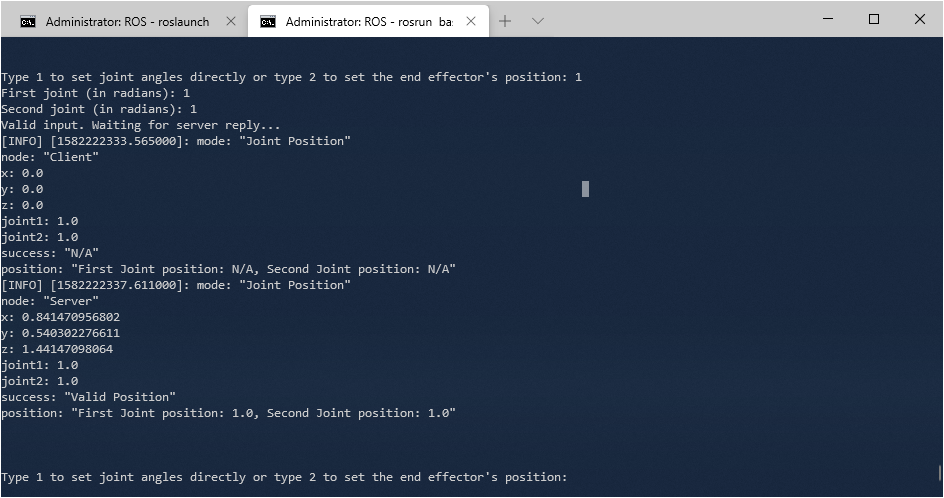 Administrator: ROS - roslaunch
Administrator: ROS - rosrun ba
Type 1 to set joint angles directly or type 2 to set the end effector's position: 1
First joint (in radians): 1
Second joint (in radians): 1
Valid input. Waiting for server reply...
[INFO] [1582222333.565000]: mode: "Joint Position"
node: "Client"
x: 0.0
y: 0.0
z: 0.0
joint1: 1.0
joint2: 1.0
success: "N/A"
position: "First Joint position: N/A, Second Joint position: N/A"
[INFO] [1582222337.611000]: mode: "Joint Position"
node: "Server"
x: 0.841470956802
y: 0.540302276611
z: 1.44147098064
joint1: 1.0
joint2: 1.0
success: "Valid Position"
position: "First Joint position: 1.0, Second Joint position: 1.0"
Type 1 to set joint angles directly or type 2 to set the end effector's position: